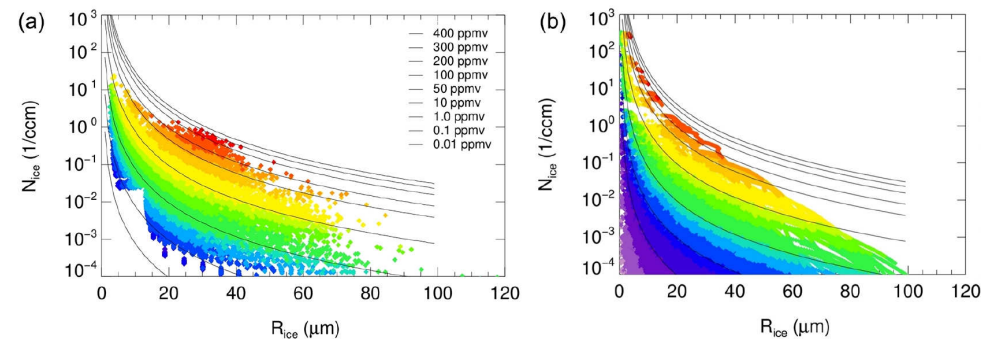 (a)
10³
10²
10¹
10⁰
10⁻¹
10⁻²
10⁻³
10⁻⁴
N_ice (1/ccm)
400 ppmv
300 ppmv
200 ppmv
100 ppmv
50 ppmv
10 ppmv
1.0 ppmv
0.1 ppmv
0.01 ppmv
0 20 40 60 80 100 120
R_ice (μm)
(b)
10³
10²
10¹
10⁰
10⁻¹
10⁻²
10⁻³
10⁻⁴
N_ice (1/ccm)
0 20 40 60 80 100 120
R_ice (μm)